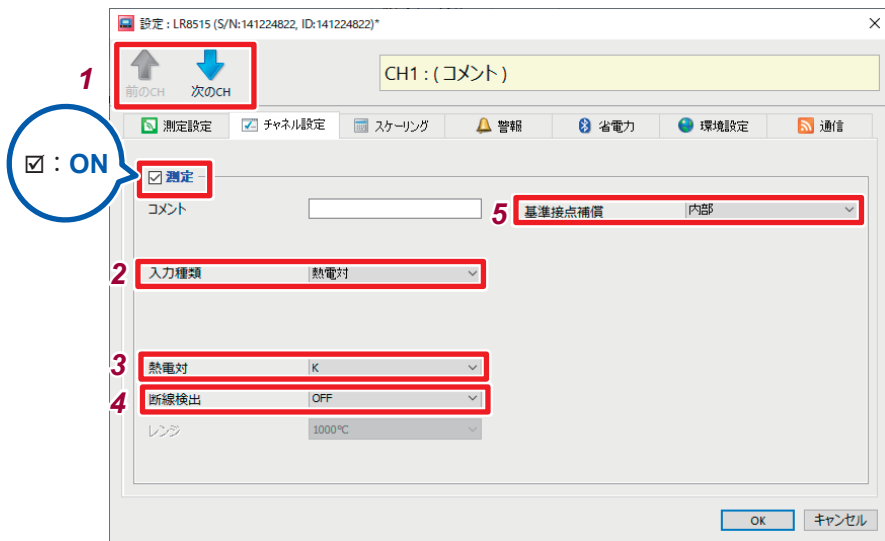 設定 : LR8515 (S/N:141224822, ID:141224822)*
1
前のCH 次のCH
CH1 : ( コメント )
測定設定 チャネル設定 スケーリング 警報 省電力 環境設定 通信
☑ : ON
☑ 測定
コメント
5 基準接点補償 内部
2 入力種類 熱電対
3 熱電対 K
4 断線検出 OFF
レンジ 1000℃
OK キャンセル